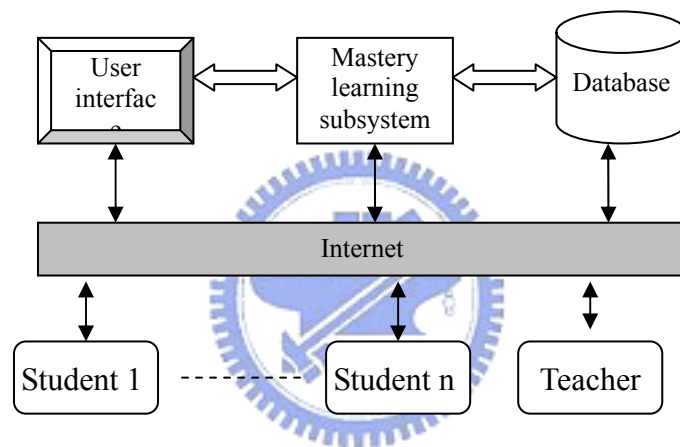 User
interfac
Mastery
learning
subsystem
Database
Internet
Student 1
Student n
Teacher